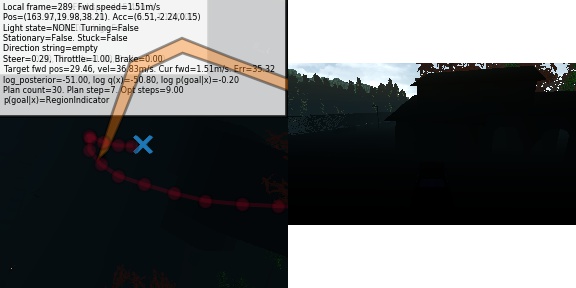 Local frame=289. Fwd speed=1.51m/s
Pos=(163.97,19.98,38.21). Acc=(6.51,-2.24,0.15)
Light state=NONE. Turning=False
Stationary=False. Stuck=False
Direction string=empty
Steer=0.29, Throttle=1.00, Brake=0.00.
Target fwd pos=29.46, vel=36.83m/s. Cur fwd=1.51m/s. Err=35.32
log_posterior=-51.00, log q(x)=-50.80, log p(goal|x)=-0.20
Plan count=30. Plan step=7. Opt steps=9.00
p(goal|x)=RegionIndicator